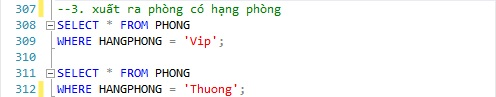 307 --3. xuất ra phòng có hạng phòng
308 SELECT * FROM PHONG
309 WHERE HANGPHONG = 'Vip';
310
311 SELECT * FROM PHONG
312 WHERE HANGPHONG = 'Thuong';